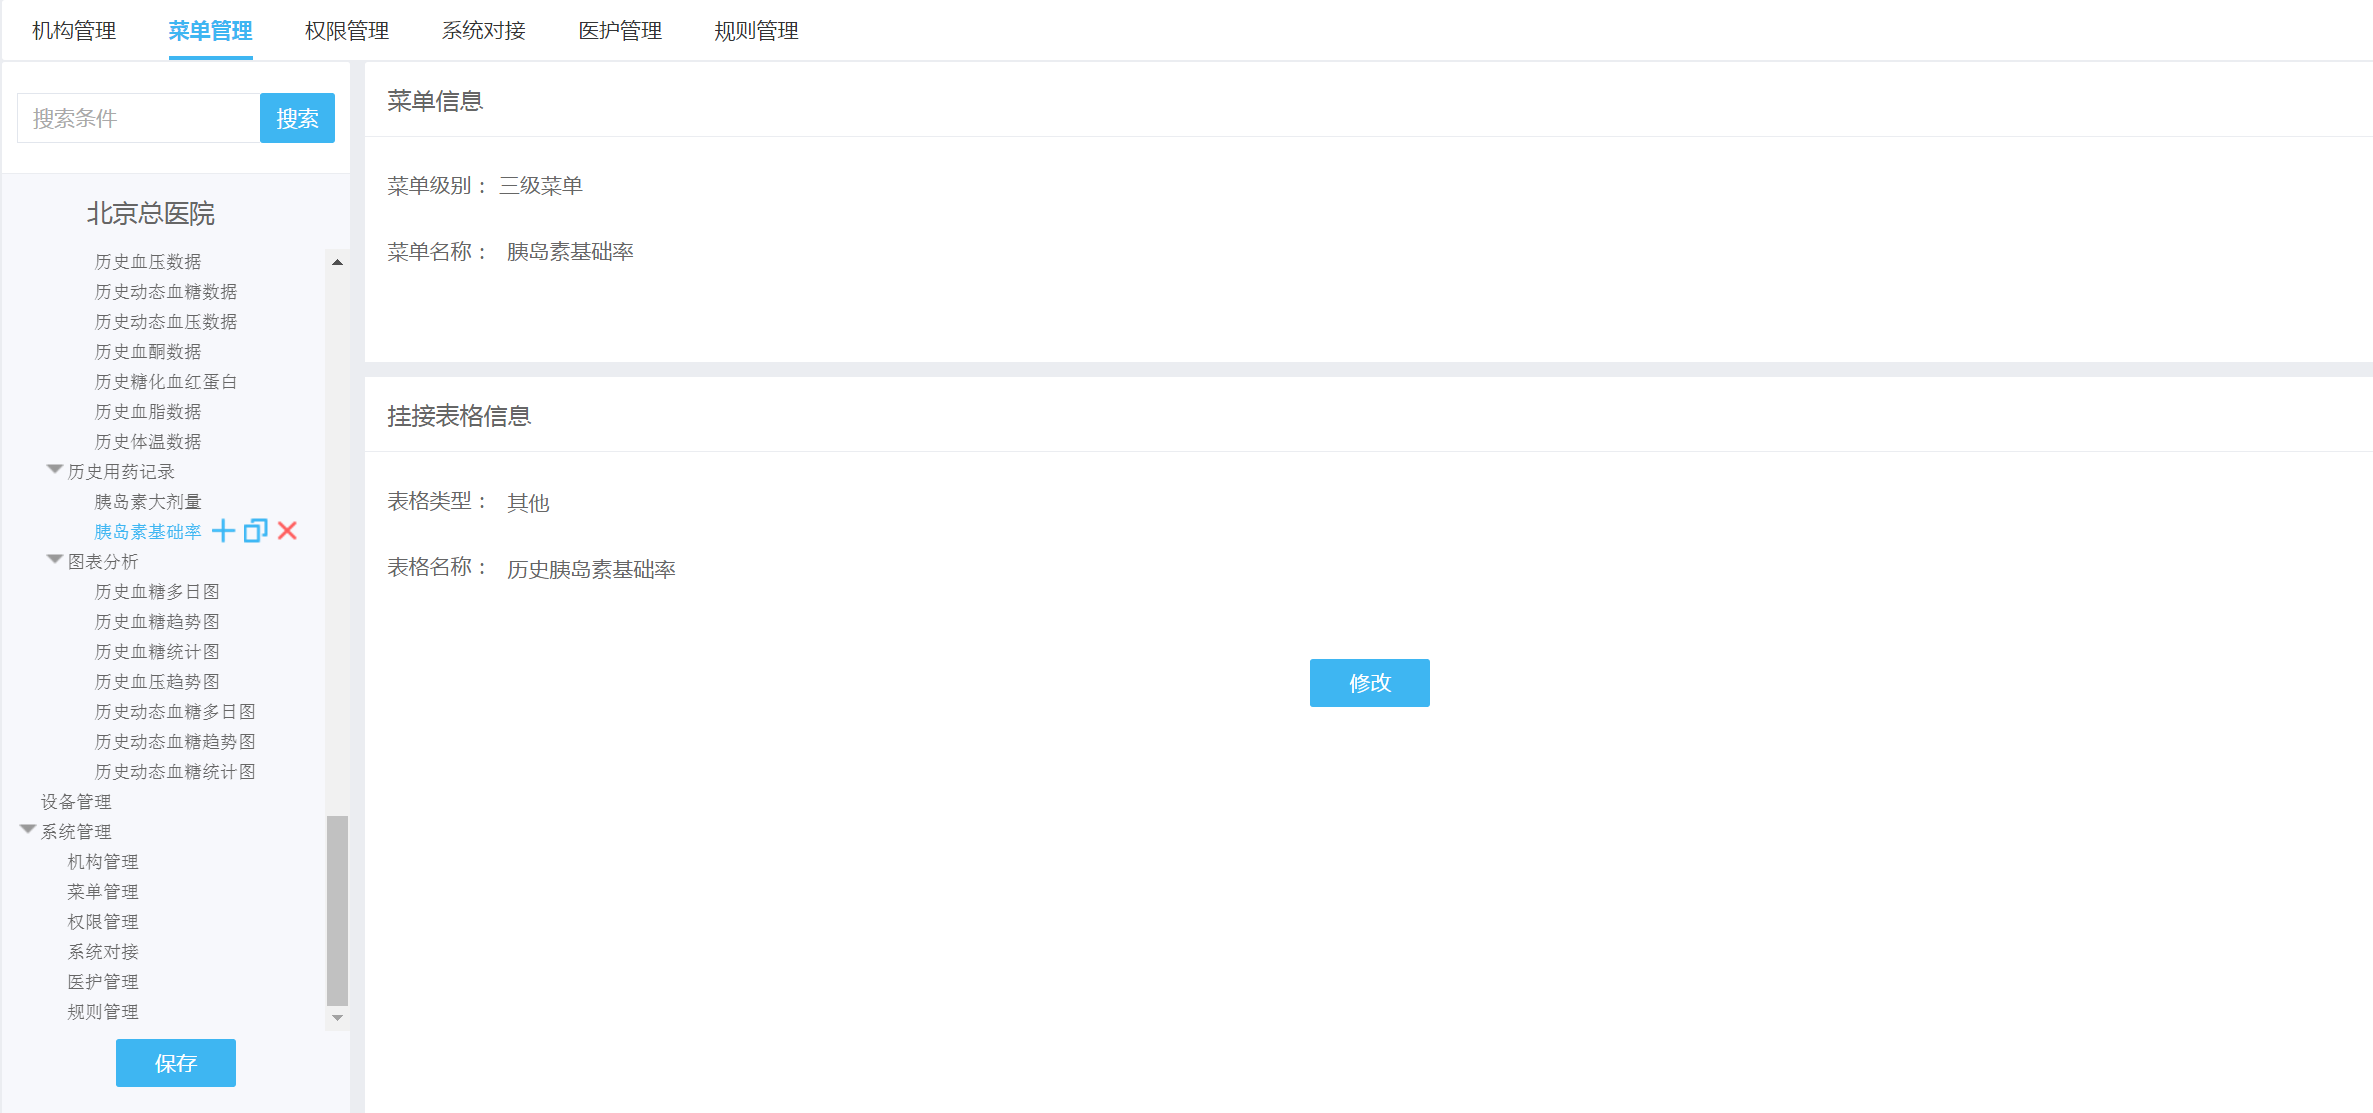 机构管理 菜单管理 权限管理 系统对接 医护管理 规则管理
搜索条件 搜索
北京总医院
历史血压数据
历史动态血糖数据
历史动态血压数据
历史血酮数据
历史糖化血红蛋白
历史血脂数据
历史体温数据
历史用药记录
胰岛素大剂量
胰岛素基础率
图表分析
历史血糖多日图
历史血糖趋势图
历史血糖统计图
历史血压趋势图
历史动态血糖多日图
历史动态血糖趋势图
历史动态血糖统计图
设备管理
系统管理
机构管理
菜单管理
权限管理
系统对接
医护管理
规则管理
保存
菜单信息
菜单级别： 三级菜单
菜单名称： 胰岛素基础率
挂接表格信息
表格类型： 其他
表格名称： 历史胰岛素基础率
修改